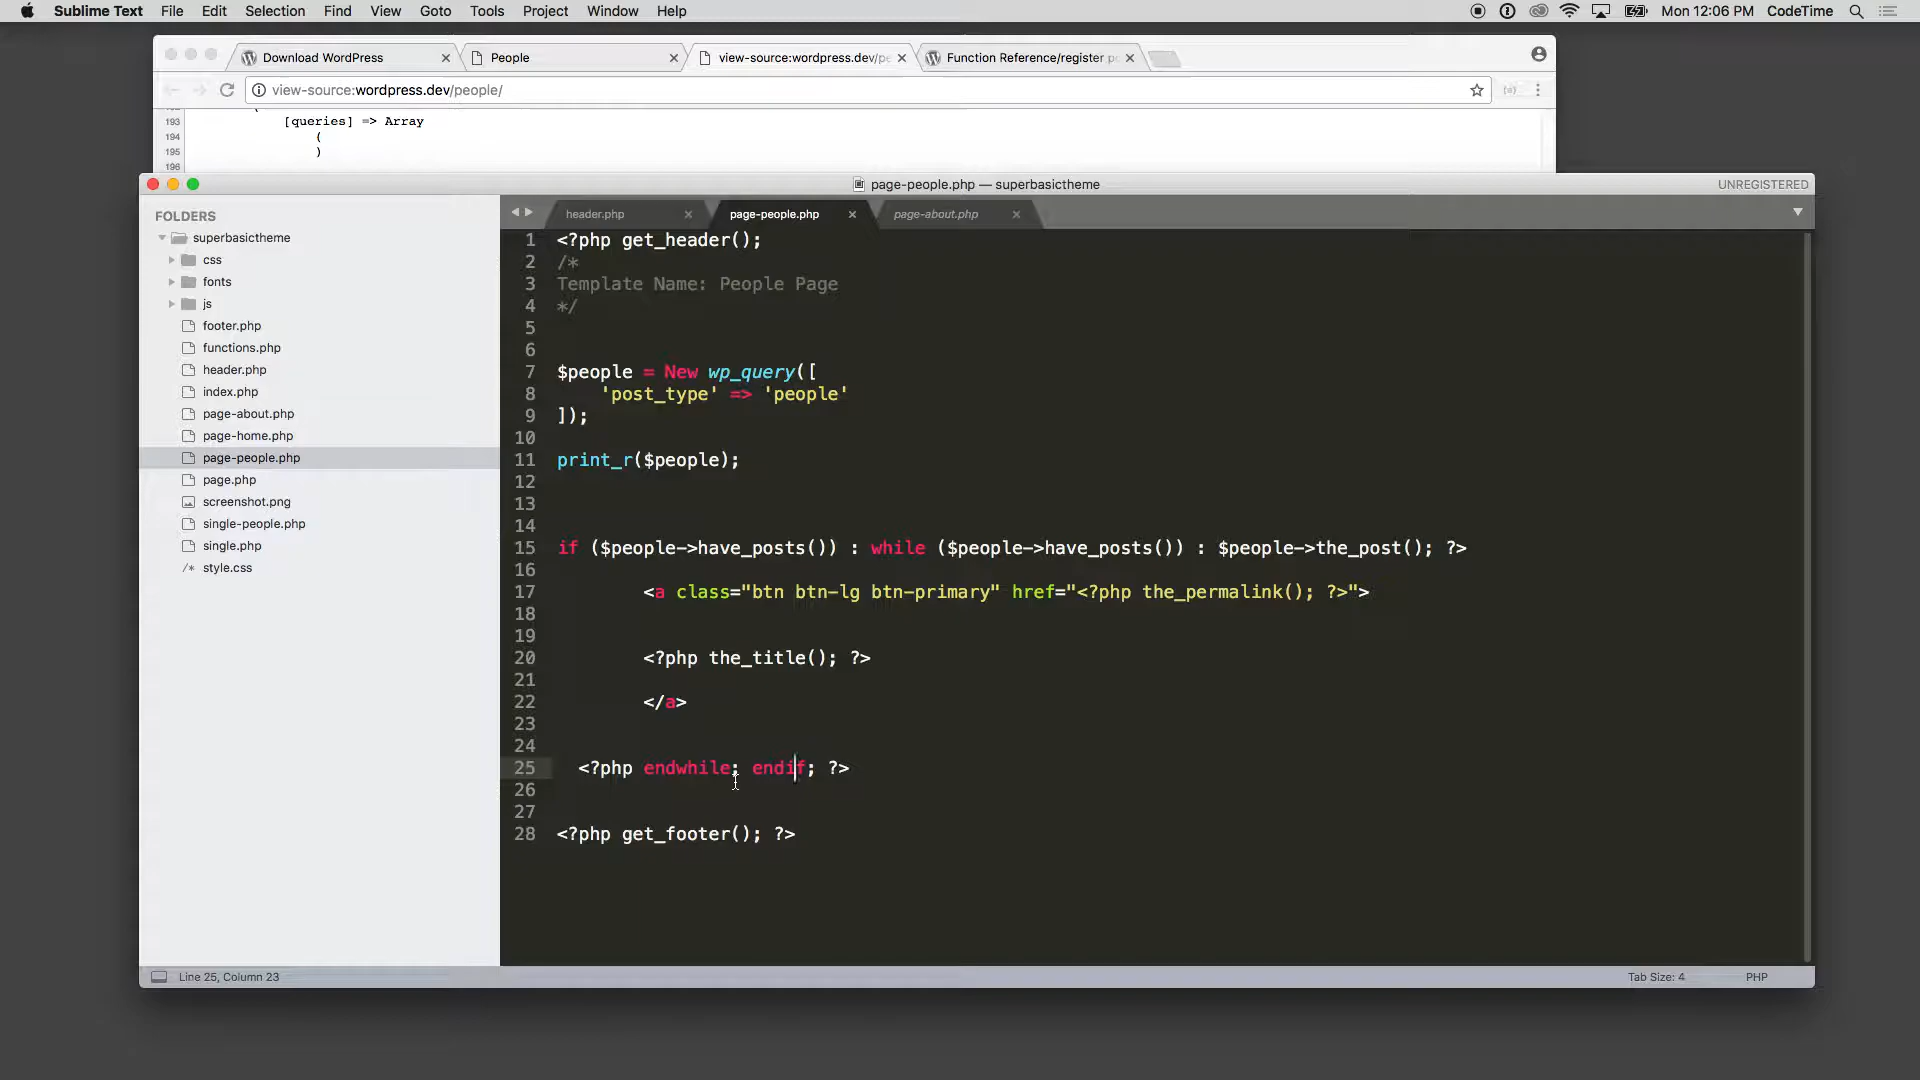 Sublime Text File Edit Selection Find View Goto Tools Project Window Help Mon 12:06 PM CodeTime
Download WordPress People view-source:wordpress.dev/pe Function Reference/register po
view-source:wordpress.dev/people/
193 [queries] => Array
194 (
195 )
196
page-people.php — superbasictheme UNREGISTERED
FOLDERS
superbasictheme
css
fonts
js
footer.php
functions.php
header.php
index.php
page-about.php
page-home.php
page-people.php
page.php
screenshot.png
single-people.php
single.php
/* style.css
header.php page-people.php page-about.php
1 <?php get_header();
2 /*
3 Template Name: People Page
4 */
5
6
7 $people = New wp_query([
8 'post_type' => 'people'
9 ]);
10
11 print_r($people);
12
13
14
15 if ($people->have_posts()) : while ($people->have_posts()) : $people->the_post(); ?>
16
17 <a class="btn btn-lg btn-primary" href="<?php the_permalink(); ?>">
18
19
20 <?php the_title(); ?>
21
22 </a>
23
24
25 <?php endwhile; endif; ?>
26
27
28 <?php get_footer(); ?>
Line 25, Column 23 Tab Size: 4 PHP